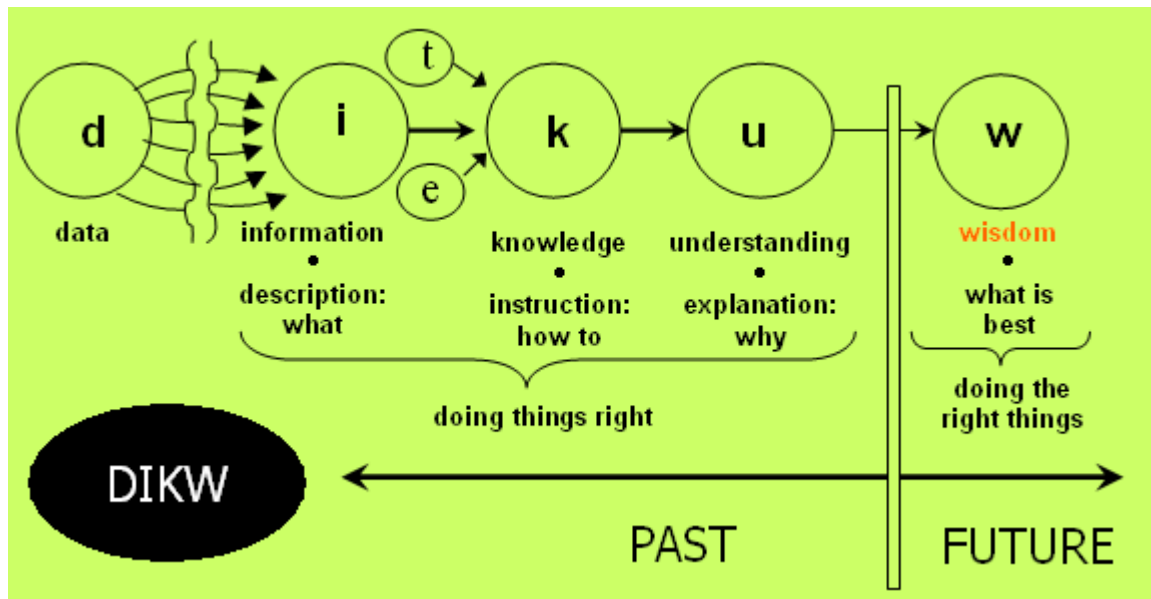 t
d
i
k
u
w
e
data
information
knowledge
understanding
wisdom
description:
what
instruction:
how to
explanation:
why
what is
best
doing things right
doing the
right things
DIKW
PAST
FUTURE